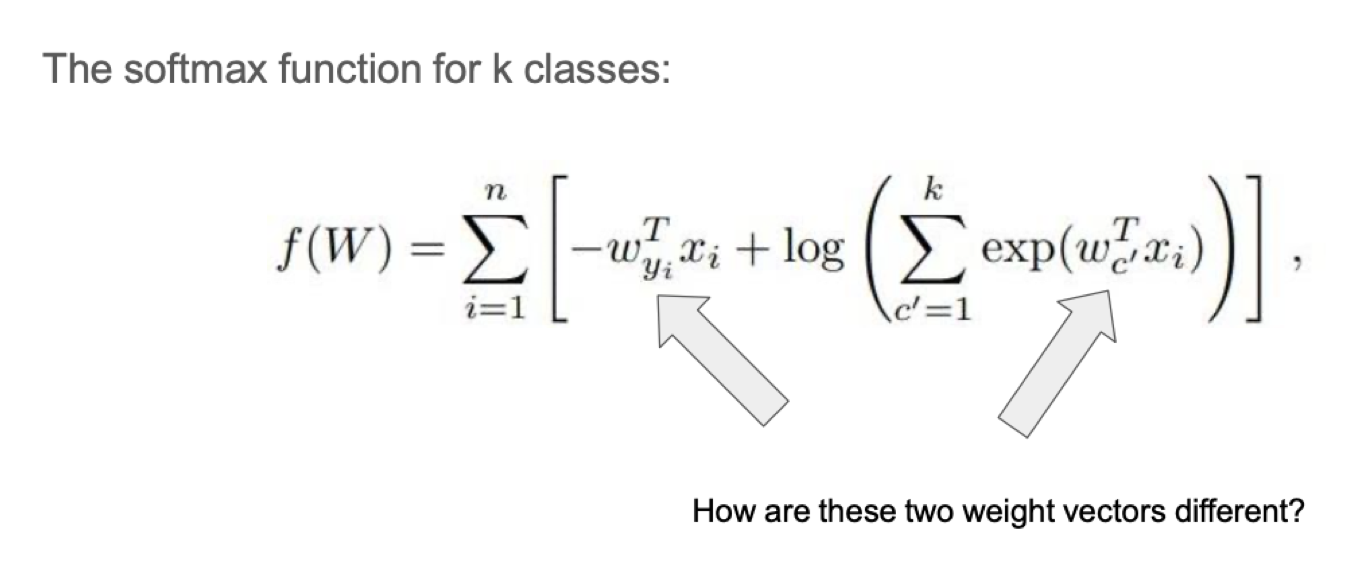 The softmax function for k classes:
f(W) = \sum_{i=1}^{n} \left[ -w_{y_i}^T x_i + \log \left( \sum_{c'=1}^{k} \exp(w_{c'}^T x_i) \right) \right],
How are these two weight vectors different?